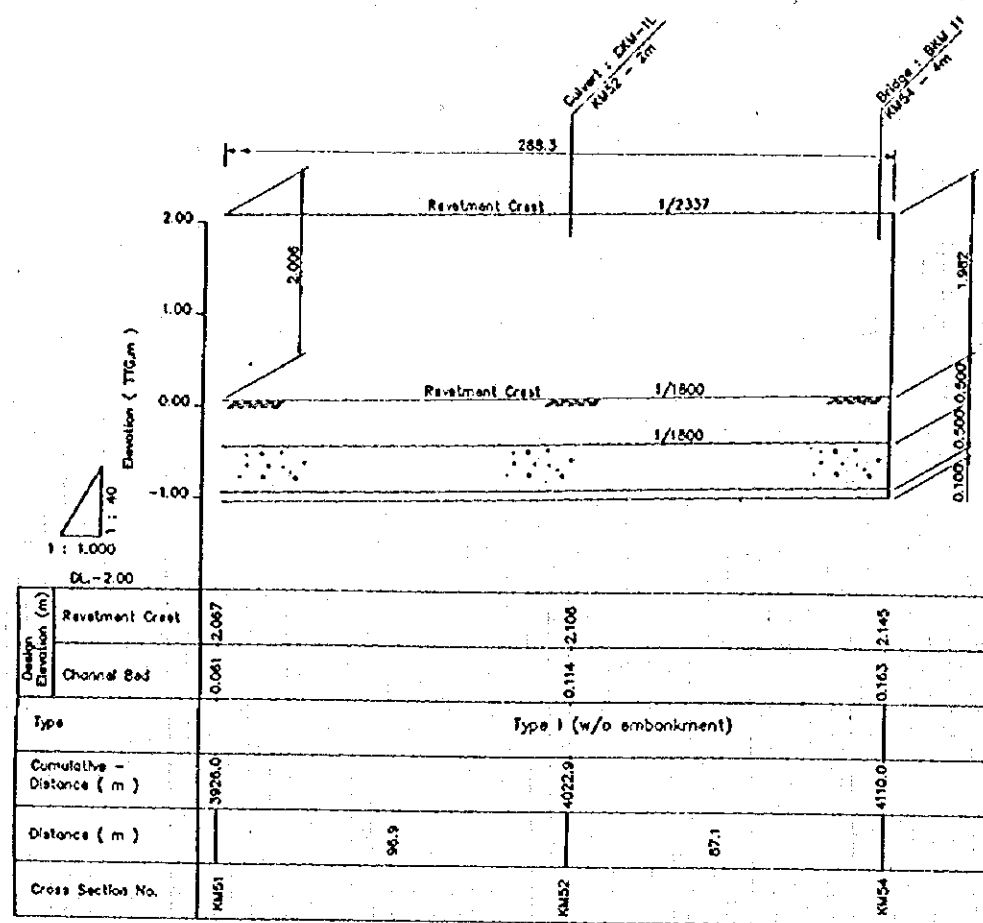 Culvert : CKW-1L
KM52 - 2m
Bridge : BKW 11
KM54 - 4m
288.3
Revetment Crest 1/2337
2.00
2.006
1.982
1.00
Elevation ( TTG.m )
Revetment Crest 1/1800
0.00
0.500
1/1800
0.500
-1.00
0.100
1 : 40
1 : 1.000
DL.-2.00
Design Elevation (m)
Revetment Crest 2.067 2.106 2.145
Channel Bed 0.061 0.114 0.163
Type Type I (w/o embankment)
Cumulative -
Distance ( m ) 3926.0 4022.9 4110.0
Distance ( m ) 96.9 87.1
Cross Section No. KM51 KM52 KM54